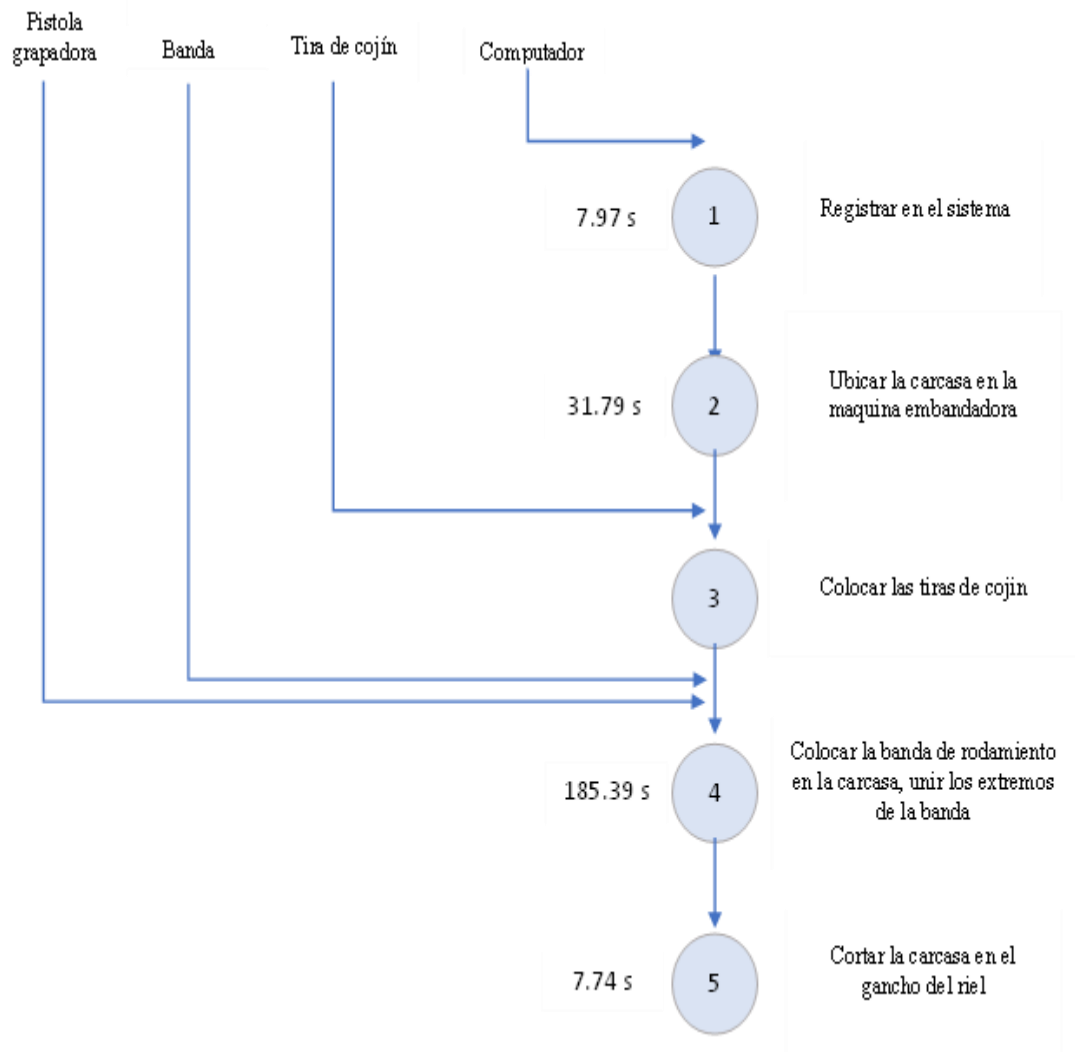 Pistola
grapadora
Banda
Tira de cojín
Computador
7.97 s
1
Registrar en el sistema
31.79 s
2
Ubicar la carcasa en la
maquina embandadora
3
Colocar las tiras de cojin
185.39 s
4
Colocar la banda de rodamiento
en la carcasa, unir los extremos
de la banda
7.74 s
5
Cortar la carcasa en el
gancho del riel